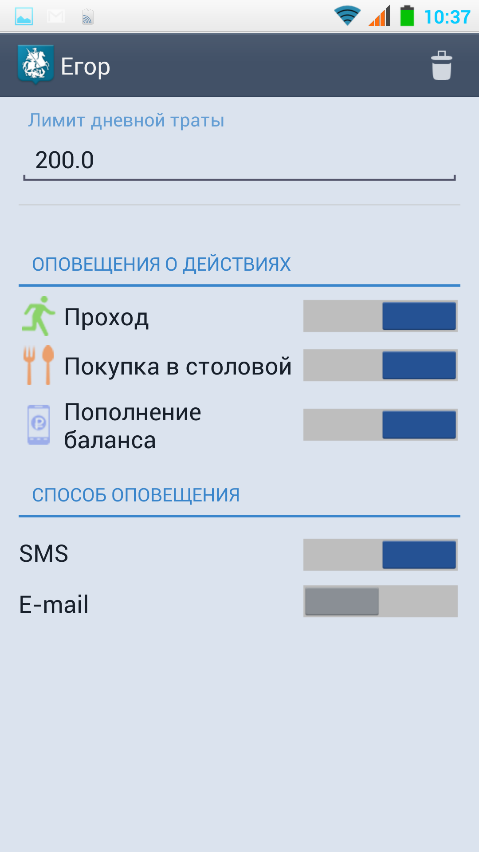 10:37
Егор
Лимит дневной траты
200.0
ОПОВЕЩЕНИЯ О ДЕЙСТВИЯХ
Проход
Покупка в столовой
Пополнение
баланса
СПОСОБ ОПОВЕЩЕНИЯ
SMS
E-mail